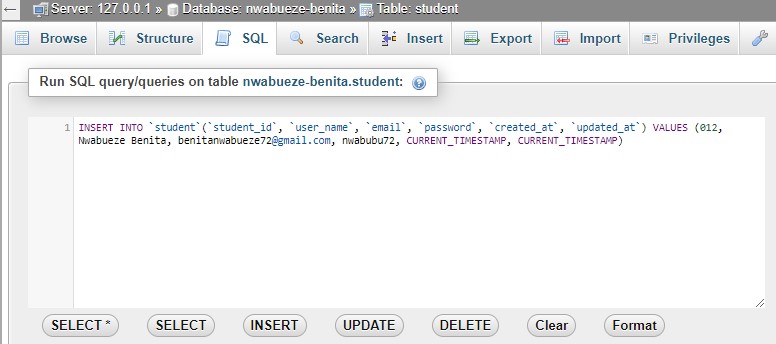 Server: 127.0.0.1 » Database: nwabueze-benita » Table: student
Browse Structure SQL Search Insert Export Import Privileges
Run SQL query/queries on table nwabueze-benita.student:
1 INSERT INTO `student`(`student_id`, `user_name`, `email`, `password`, `created_at`, `updated_at`) VALUES (012,
Nwabueze Benita, benitanwabueze72@gmail.com, nwabubu72, CURRENT_TIMESTAMP, CURRENT_TIMESTAMP)
SELECT * SELECT INSERT UPDATE DELETE Clear Format